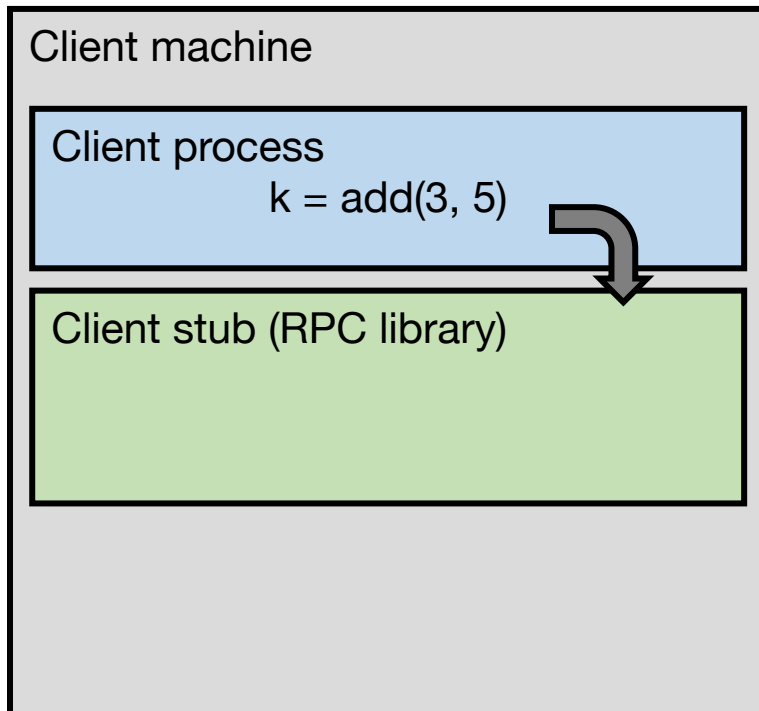 Client machine
Client process
k = add(3, 5)
Client stub (RPC library)